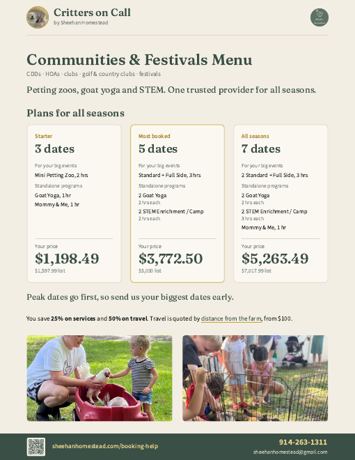 Critters on Call
by Sheehan Homestead
Communities & Festivals Menu
CDDs · HOAs · clubs · golf & country clubs · festivals
Petting zoos, goat yoga and STEM. One trusted provider for all seasons.
Plans for all seasons
Starter
3 dates
For your big events
Mini Petting Zoo, 2 hrs
Standalone programs
Goat Yoga, 1 hr
Mommy & Me, 1 hr
Your price
$1,198.49
$1,597.99 list
Most booked
5 dates
For your big events
Standard + Full Side, 3 hrs
Standalone programs
2 Goat Yoga
2 hrs each
2 STEM Enrichment / Camp
2 hrs each
Your price
$3,772.50
$5,030 list
All seasons
7 dates
For your big events
2 Standard + Full Side, 3 hrs
Standalone programs
2 Goat Yoga
2 hrs each
2 STEM Enrichment / Camp
3 hrs each
Mommy & Me, 1 hr
Your price
$5,263.49
$7,017.99 list
Peak dates go first, so send us your biggest dates early.
You save 25% on services and 50% on travel. Travel is quoted by distance from the farm, from $100.
sheehanhomestead.com/booking-help
914-263-1311
sheehanhomestead@gmail.com